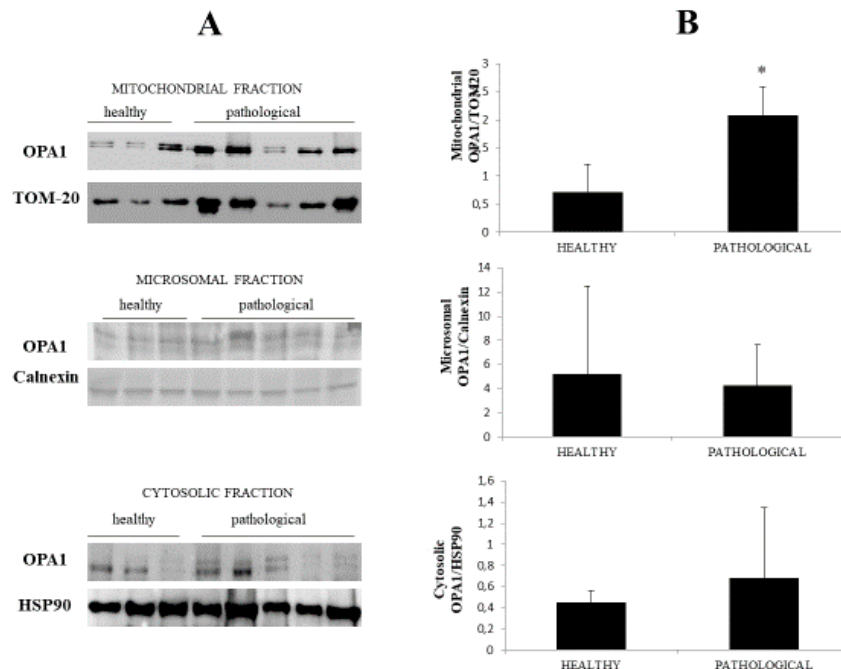 A
B
MITOCHONDRIAL FRACTION
healthy pathological
OPA1
TOM-20
MICROSOMAL FRACTION
healthy pathological
OPA1
Calnexin
CYTOSOLIC FRACTION
healthy pathological
OPA1
HSP90
Mitochondrial
OPA1/TOM20
3
2,5
2
1,5
1
0,5
0
*
HEALTHY PATHOLOGICAL
Microsomal
OPA1/Calnexin
14
12
10
8
6
4
2
0
HEALTHY PATHOLOGICAL
Cytosolic
OPA1/HSP90
1,6
1,4
1,2
1
0,8
0,6
0,4
0,2
0
HEALTHY PATHOLOGICAL